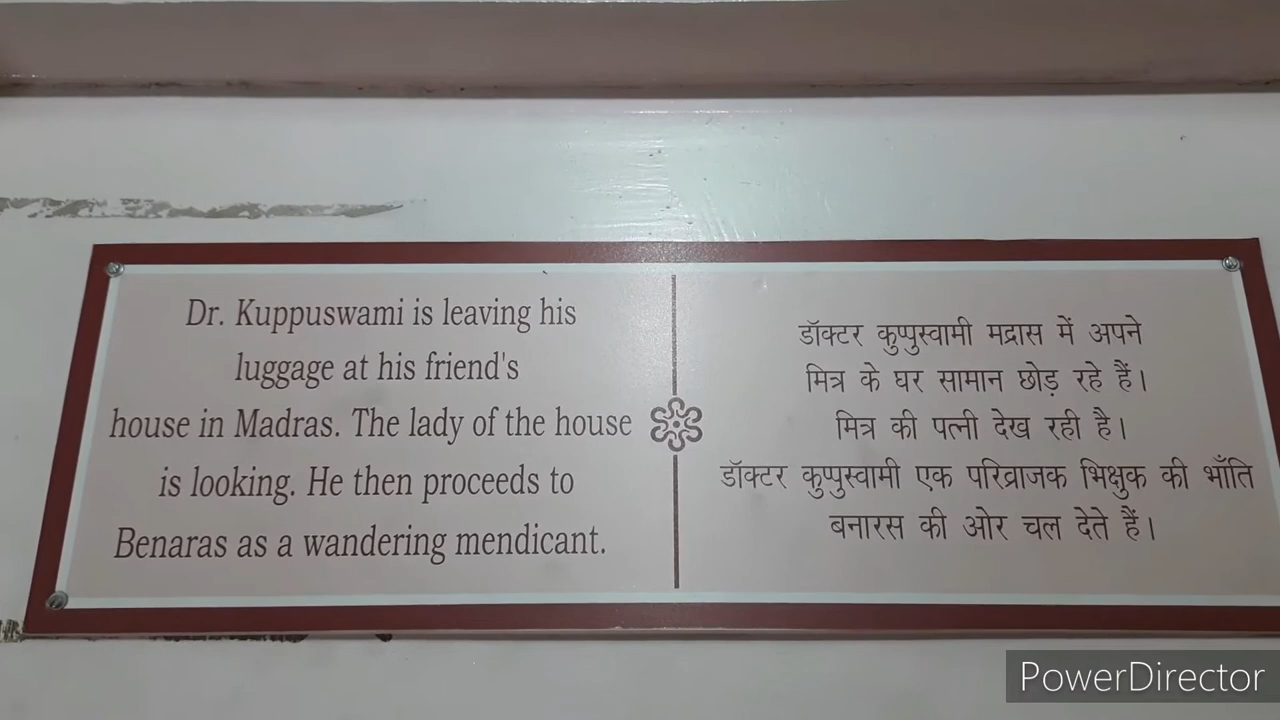 Dr. Kuppuswami is leaving his
luggage at his friend's
house in Madras. The lady of the house
is looking. He then proceeds to
Benaras as a wandering mendicant.
डॉक्टर कुप्पुस्वामी मद्रास में अपने
मित्र के घर सामान छोड़ रहे हैं।
मित्र की पत्नी देख रही है।
डॉक्टर कुप्पुस्वामी एक परिव्राजक भिक्षुक की भाँति
बनारस की ओर चल देते हैं।
PowerDirector